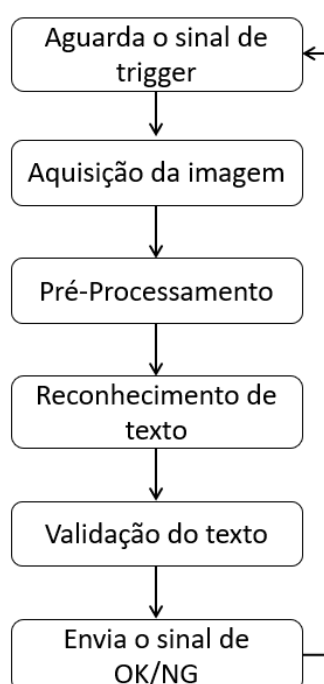 Aguarda o sinal de
trigger
Aquisição da imagem
Pré-Processamento
Reconhecimento de
texto
Validação do texto
Envia o sinal de
OK/NG